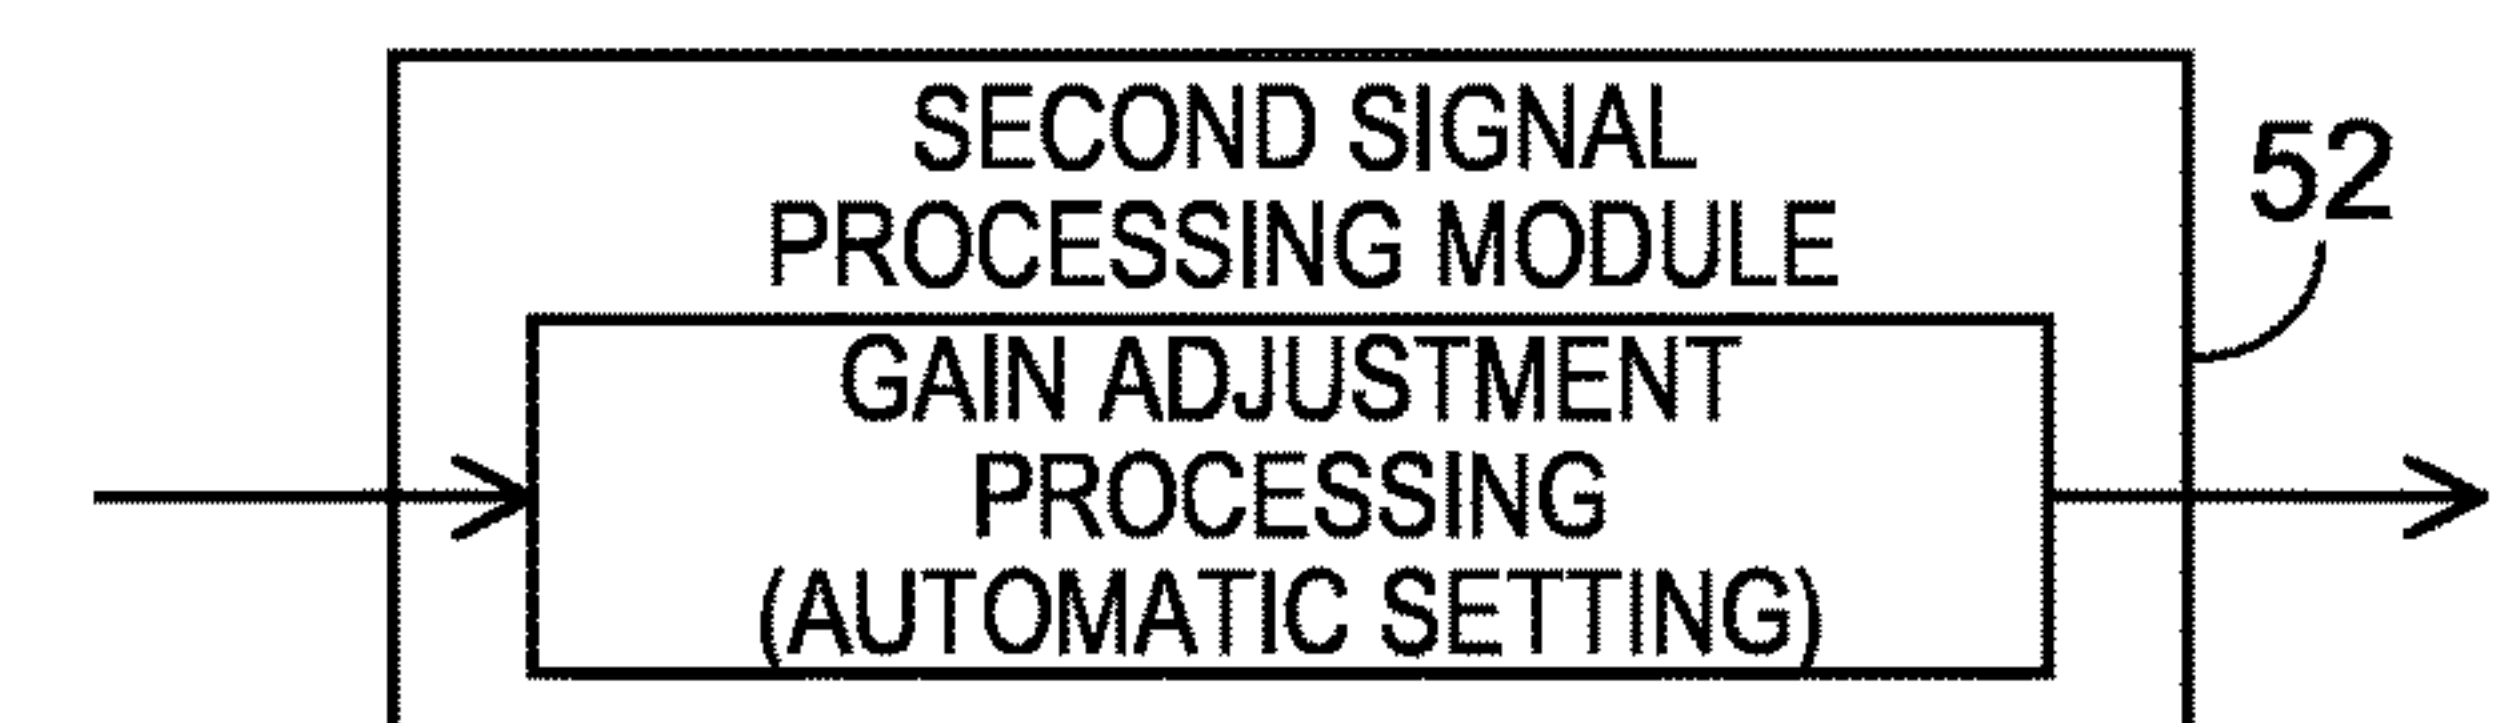 SECOND SIGNAL
PROCESSING MODULE
52
GAIN ADJUSTMENT
PROCESSING
(AUTOMATIC SETTING)